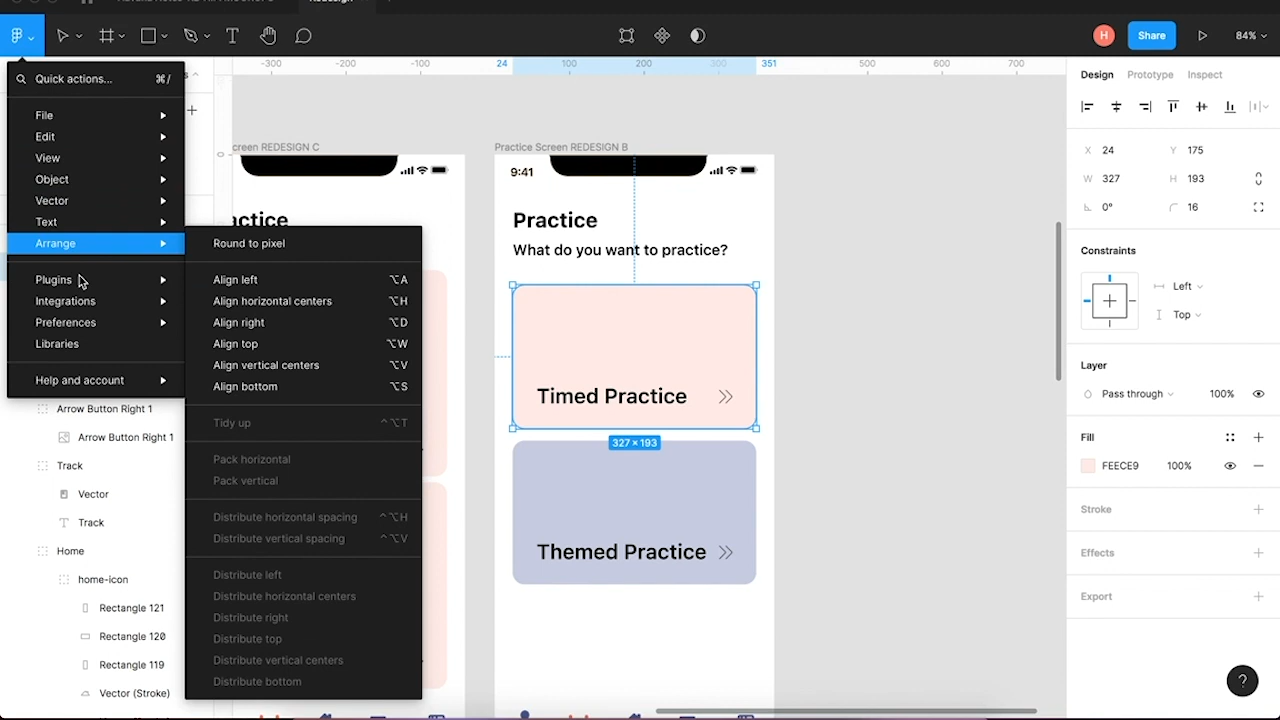 Redesign
Share
84%
Quick actions... ⌘/
File
Edit
View
Object
Vector
Text
Arrange
Plugins
Integrations
Preferences
Libraries
Help and account
Round to pixel
Align left ⌥A
Align horizontal centers ⌥H
Align right ⌥D
Align top ⌥W
Align vertical centers ⌥V
Align bottom ⌥S
Tidy up ⌃⌥T
Pack horizontal
Pack vertical
Distribute horizontal spacing ⌃⌥H
Distribute vertical spacing ⌃⌥V
Distribute left
Distribute horizontal centers
Distribute right
Distribute top
Distribute vertical centers
Distribute bottom
Arrow Button Right 1
Arrow Button Right 1
Track
Vector
Track
Home
home-icon
Rectangle 121
Rectangle 120
Rectangle 119
Vector (Stroke)
-300 -200 -100 24 100 200 300 351 500 600 700
creen REDESIGN C
actice
Practice Screen REDESIGN B
9:41
Practice
What do you want to practice?
Timed Practice
327 × 193
Themed Practice
H
Design Prototype Inspect
X 24 Y 175
W 327 H 193
0° 16
Constraints
Left
Top
Layer
Pass through 100%
Fill
FEECE9 100%
Stroke
Effects
Export
?